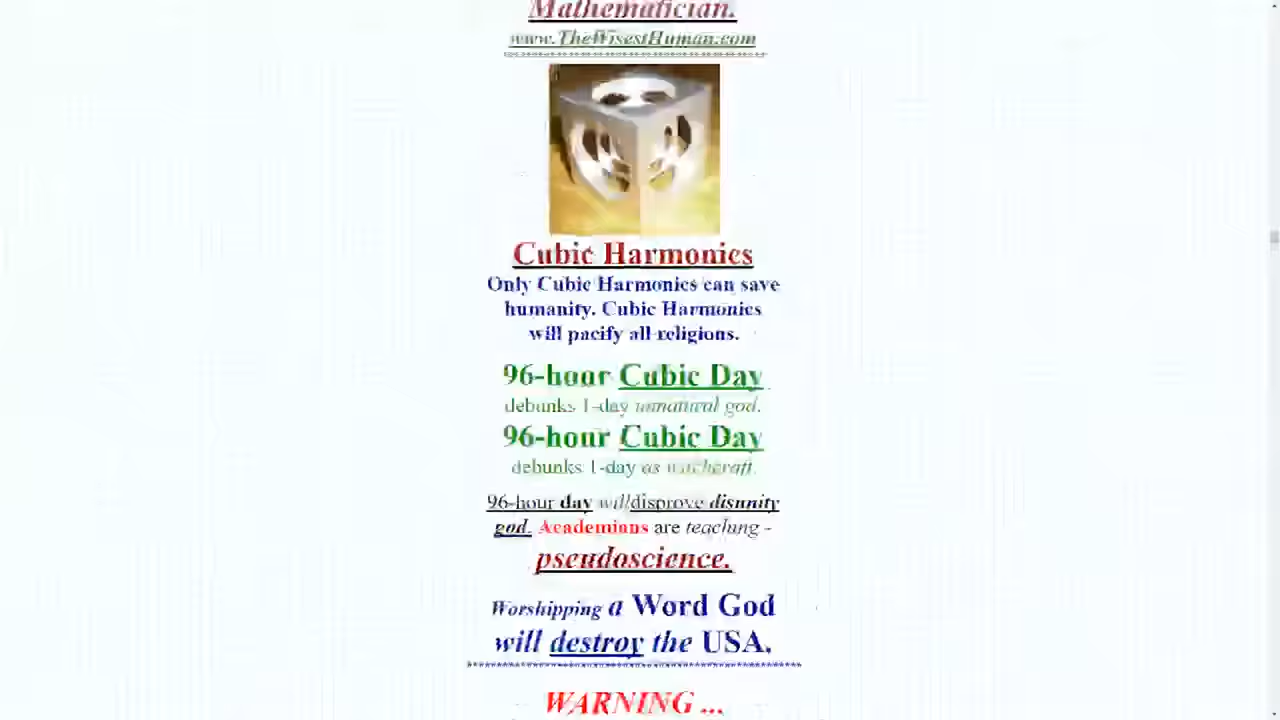 Mathematician.
www.TheWisestHuman.com
Cubic Harmonics
Only Cubic Harmonics can save
humanity. Cubic Harmonics
will pacify all religions.
96-hour Cubic Day
debunks 1-day unnatural god.
96-hour Cubic Day
debunks 1-day as witchcraft.
96-hour day will disprove disunity
god. Academians are teaching -
pseudoscience.
Worshipping a Word God
will destroy the USA.
WARNING ...